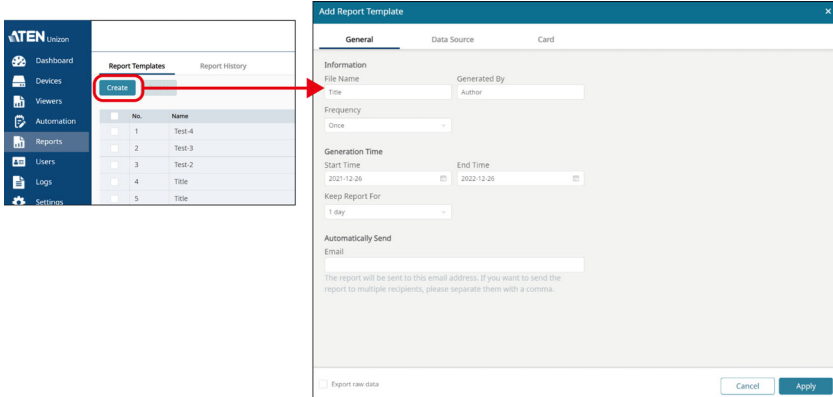 ATEN Unizon
Dashboard
Devices
Viewers
Automation
Reports
Users
Logs
Settings
Report Templates Report History
Create
No. Name
1 Test-4
2 Test-3
3 Test-2
4 Title
5 Title
Add Report Template ×
General Data Source Card
Information
File Name Generated By
Title Author
Frequency
Once
Generation Time
Start Time End Time
2021-12-26 2022-12-26
Keep Report For
1 day
Automatically Send
Email
The report will be sent to this email address. If you want to send the
report to multiple recipients, please separate them with a comma.
Export raw data
Cancel Apply